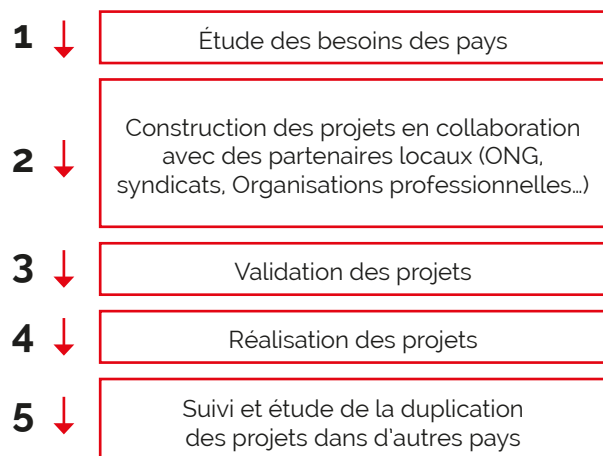 1 Étude des besoins des pays
Construction des projets en collaboration
2 avec des partenaires locaux (ONG,
syndicats, Organisations professionnelles…)
3 Validation des projets
4 Réalisation des projets
5 Suivi et étude de la duplication
des projets dans d'autres pays